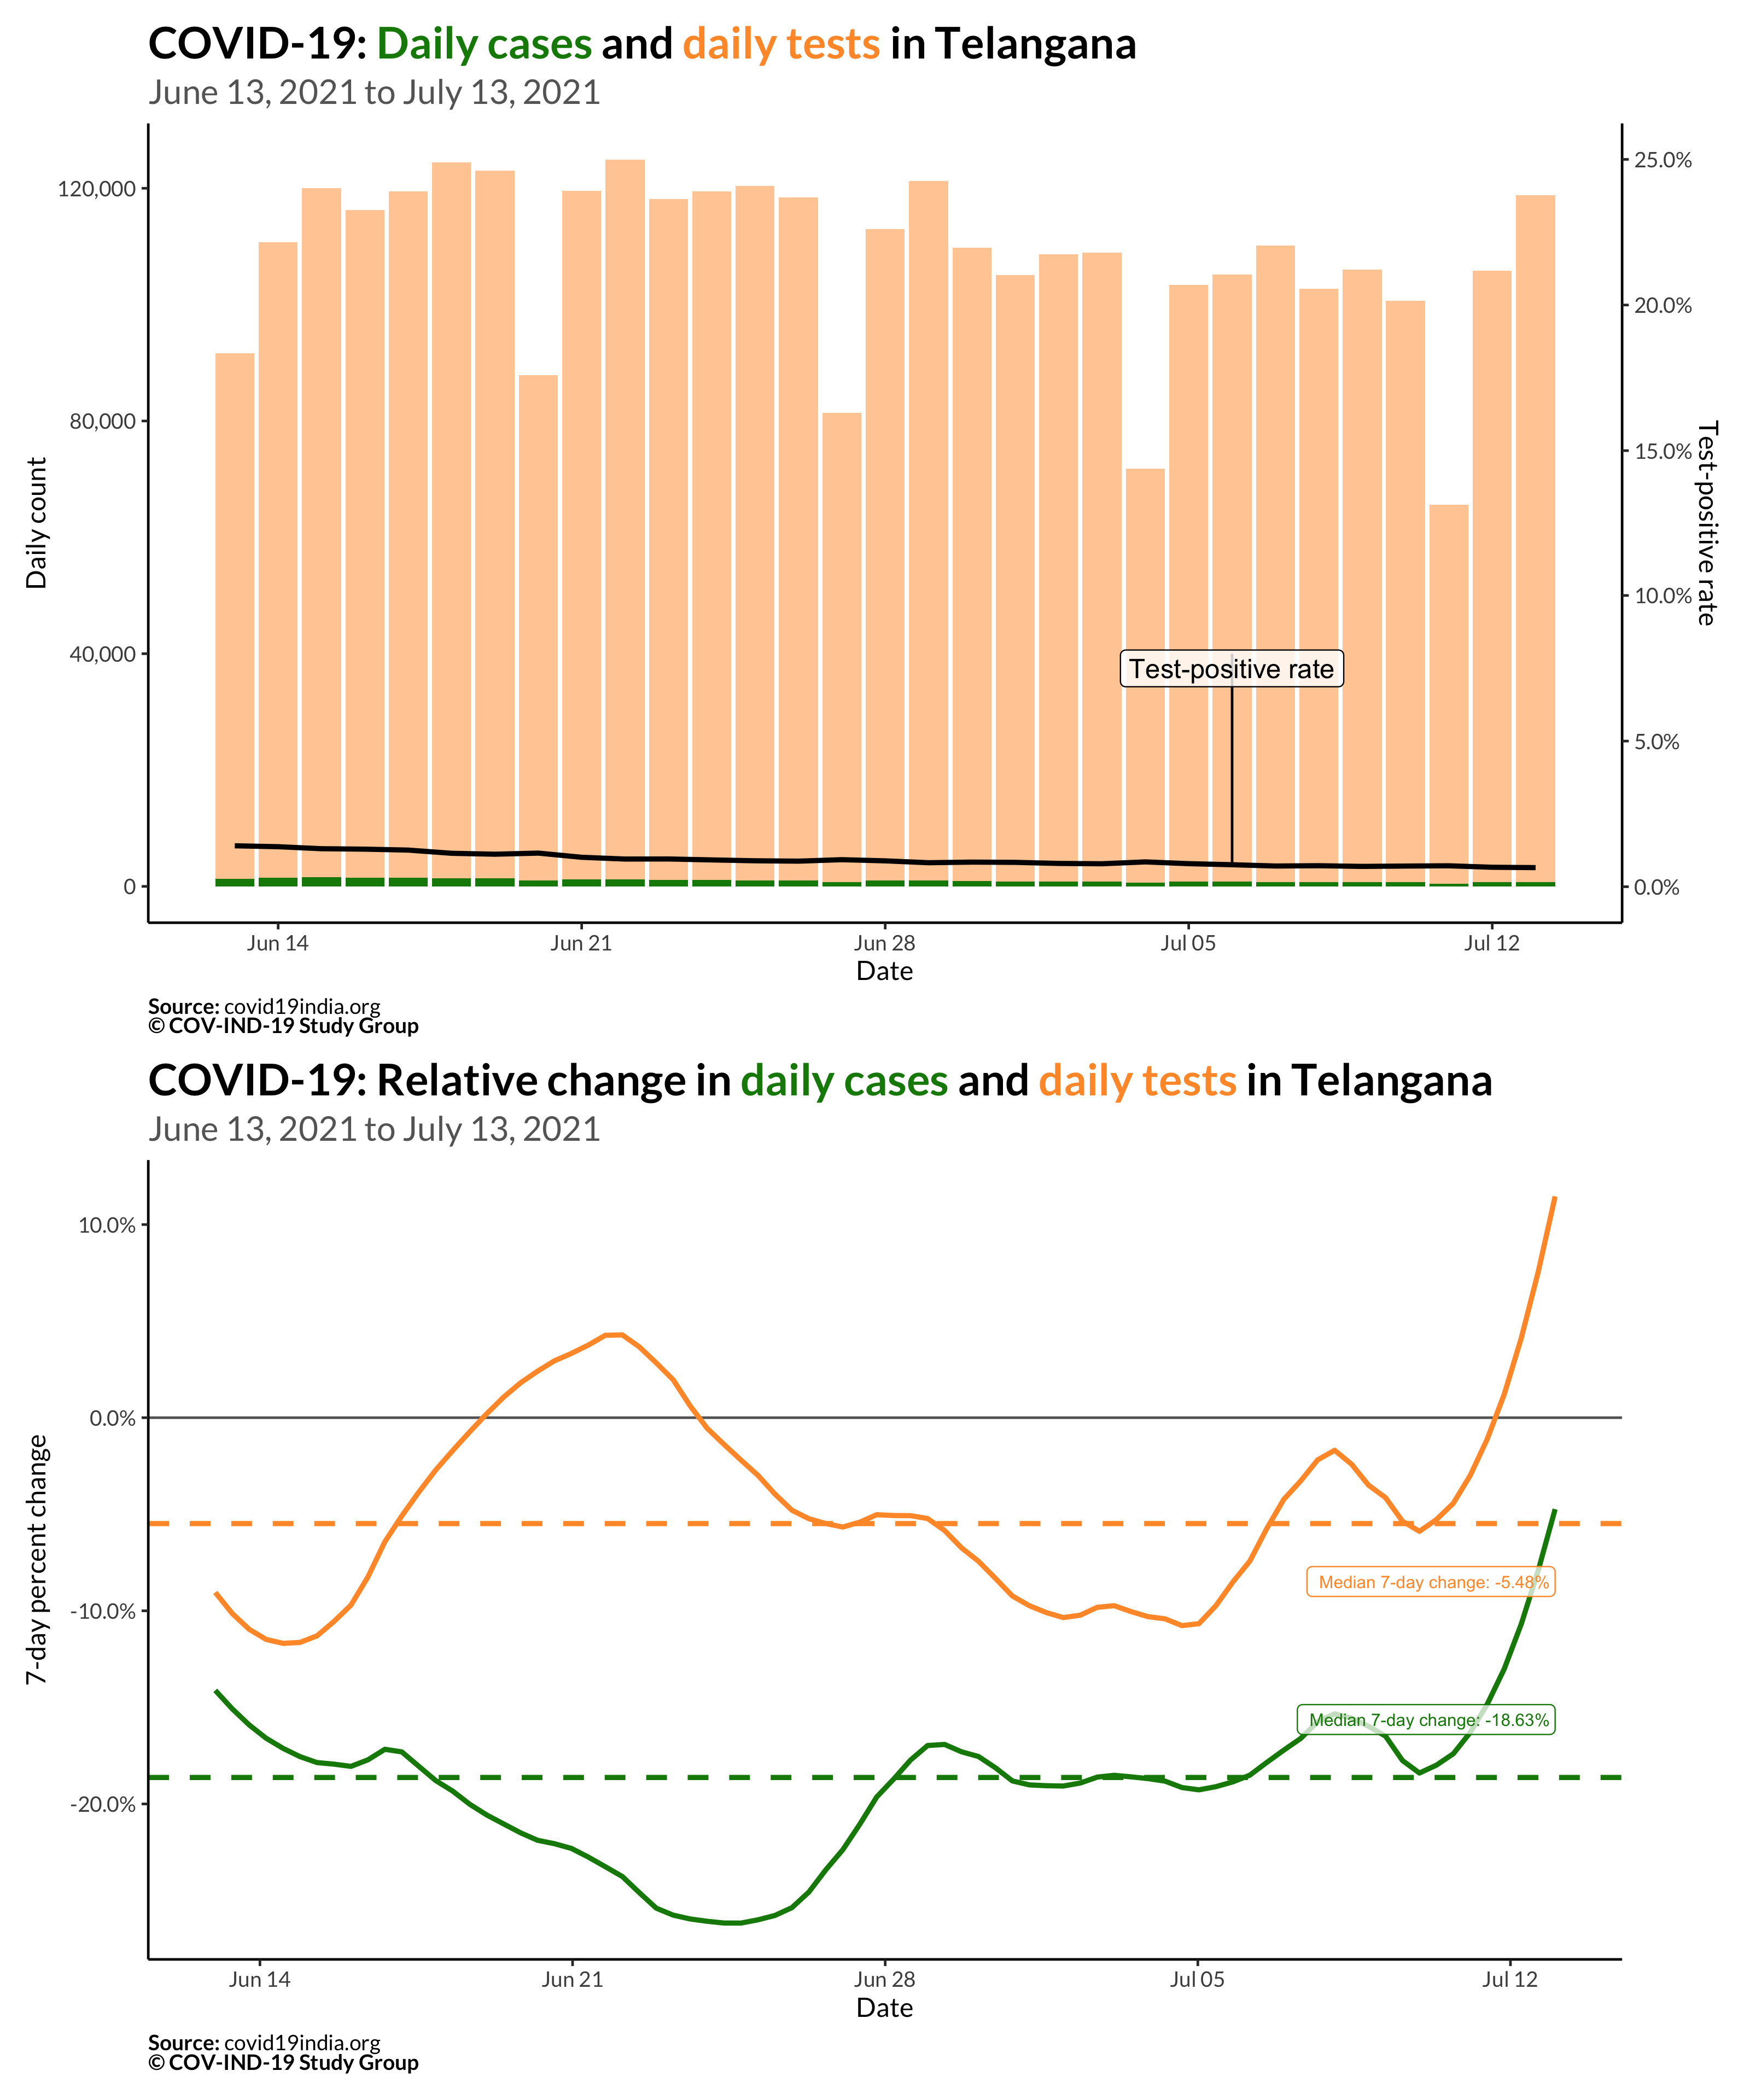 COVID-19: Daily cases and daily tests in Telangana
June 13, 2021 to July 13, 2021
Daily count
120,000
80,000
40,000
0
25.0%
20.0%
15.0%
10.0%
5.0%
0.0%
Test-positive rate
Test-positive rate
Jun 14
Jun 21
Jun 28
Jul 05
Jul 12
Date
Source: covid19india.org
© COV-IND-19 Study Group
COVID-19: Relative change in daily cases and daily tests in Telangana
June 13, 2021 to July 13, 2021
7-day percent change
10.0%
0.0%
-10.0%
-20.0%
Median 7-day change: -5.48%
Median 7-day change: -18.63%
Jun 14
Jun 21
Jun 28
Jul 05
Jul 12
Date
Source: covid19india.org
© COV-IND-19 Study Group